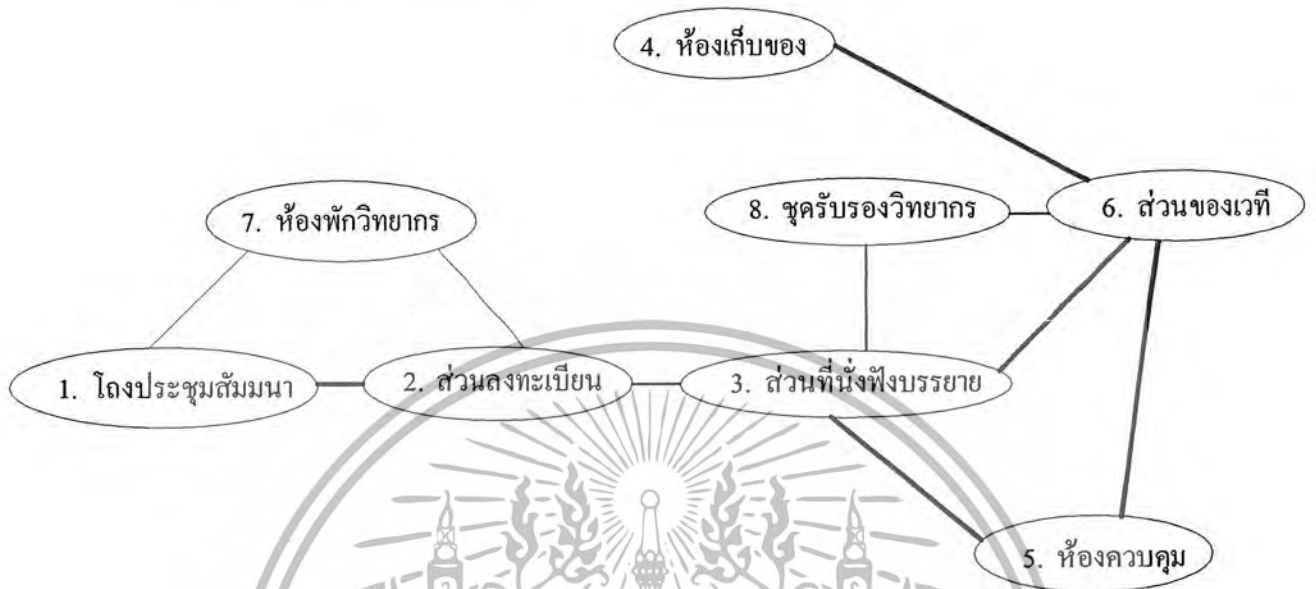 4. ห้องเก็บของ
7. ห้องพักวิทยากร
8. ชุครับรองวิทยากร
6. ส่วนของเวที
1. โถงประชุมสัมมนา
2. ส่วนลงทะเบียน
3. ส่วนที่นั่งฟังบรรยาย
5. ห้องควบคุม